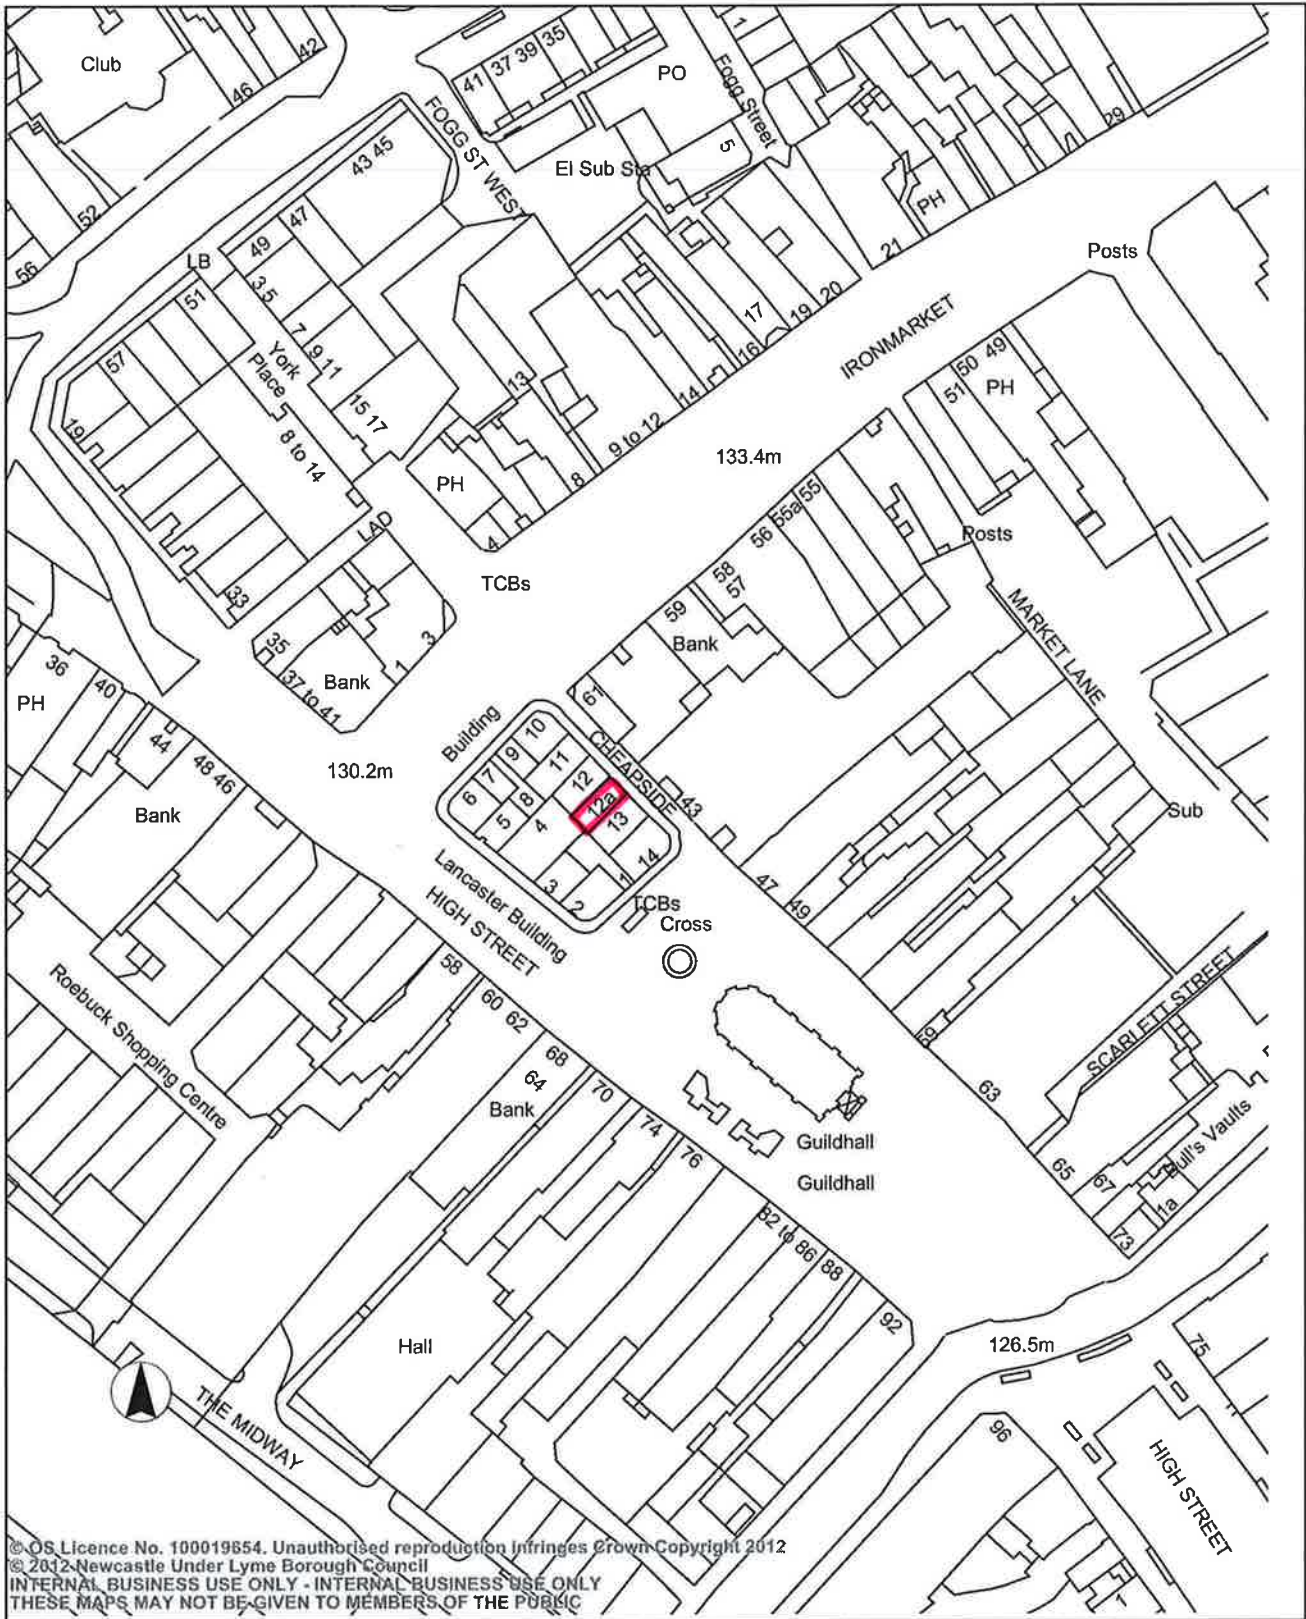 Club
42
46
52
56
41 37 39 35
PO
1
Fogg Street
5
El Sub Sta
FOGG ST WEST
43 45
47
49
LB
3.5
51
7
9 11
York
Place
57
19
15 17
8 to 14
5
33
LAD
PH
4
13
8
9 to 12
14
16
17
19
20
21
PH
29
IRONMARKET
Posts
133.4m
49
50
51
PH
TCBs
55
55a
56
58
57
59
Bank
61
Posts
MARKET LANE
35
37 to 41
Bank
1
3
36
PH
40
44
48 46
Bank
130.2m
Building
10
9
7
6
11
12
12a
13
14
8
5
4
3
2
1
CHEAPSIDE
43
Sub
47
49
Lancaster Building
HIGH STREET
TCBs
Cross
58
60 62
68
64
Bank
70
74
76
Roebuck Shopping Centre
59
SCARLETT STREET
63
Guildhall
Guildhall
65
67
1a
73
82 to 86
88
92
Hall
126.5m
75
96
HIGH STREET
1
THE MIDWAY
© OS Licence No. 100019654. Unauthorised reproduction infringes Crown Copyright 2012
© 2012 Newcastle Under Lyme Borough Council
INTERNAL BUSINESS USE ONLY - INTERNAL BUSINESS USE ONLY
THESE MAPS MAY NOT BE GIVEN TO MEMBERS OF THE PUBLIC